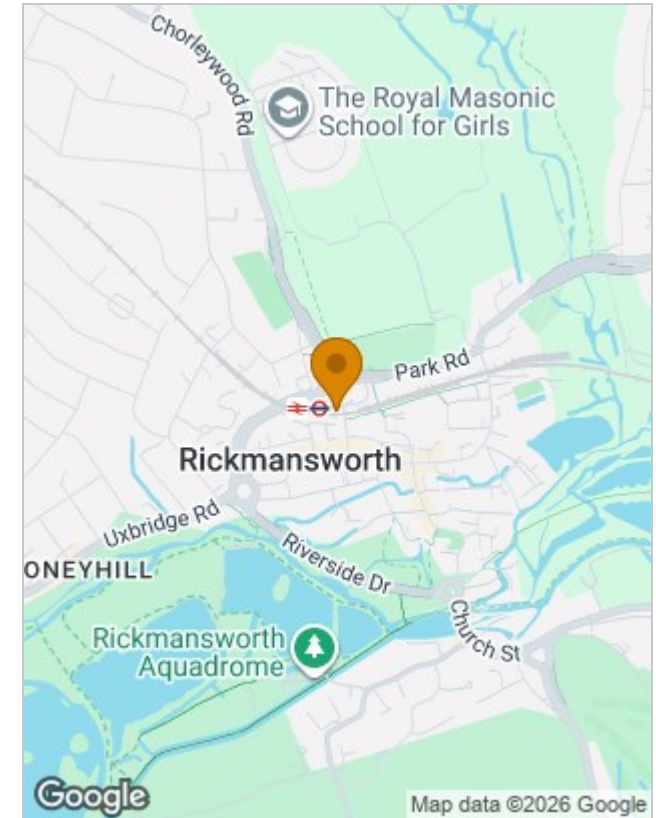 Chorleywood Rd
The Royal Masonic
School for Girls
Park Rd
Rickmansworth
Uxbridge Rd
Riverside Dr
ONEYHILL
Church St
Rickmansworth
Aquadrome
Google
Map data ©2026 Google